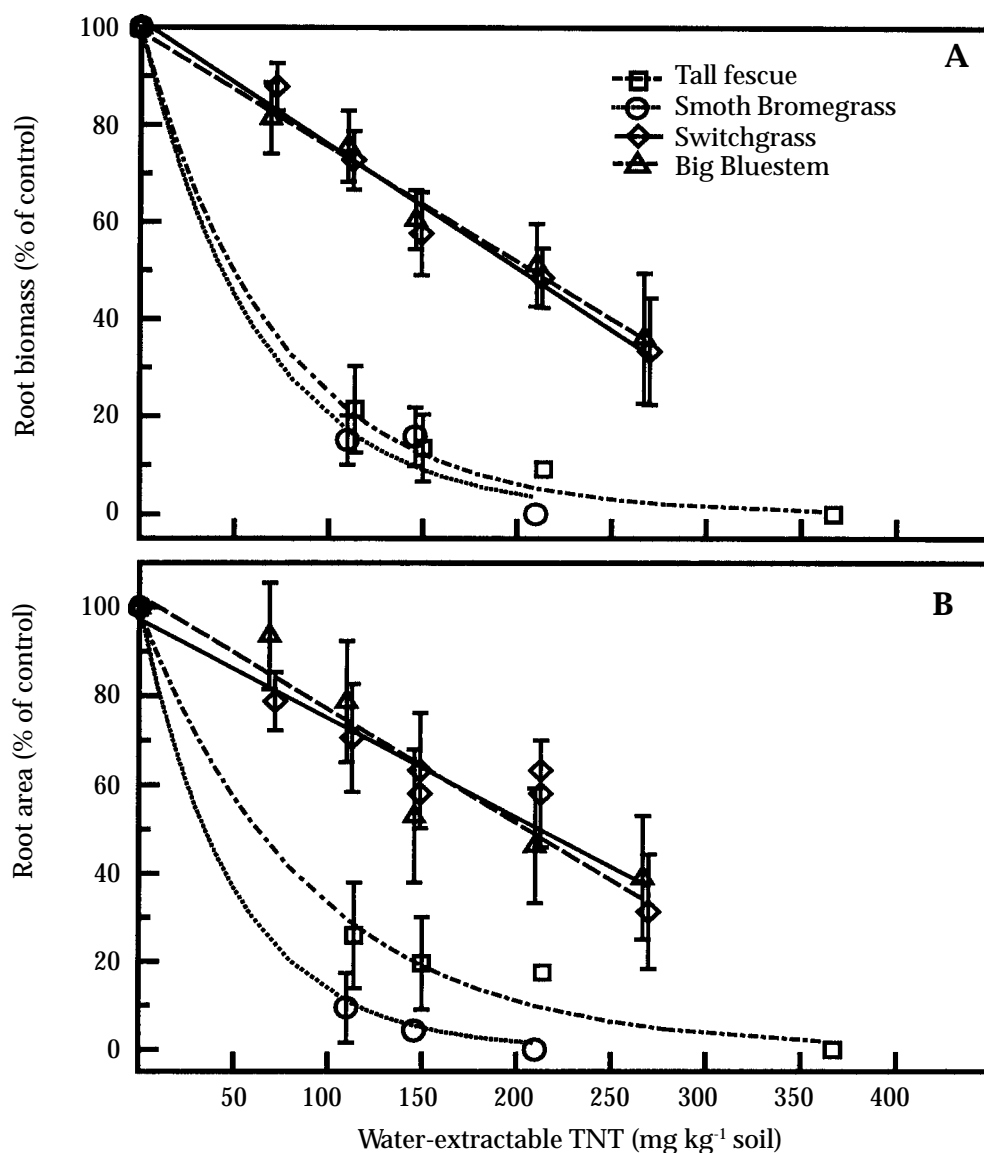 A
Tall fescue
Smoth Bromegrass
Switchgrass
Big Bluestem
Root biomass (% of control)
100
80
60
40
20
0
B
Root area (% of control)
100
80
60
40
20
0
50 100 150 200 250 300 350 400
Water-extractable TNT (mg kg⁻¹ soil)